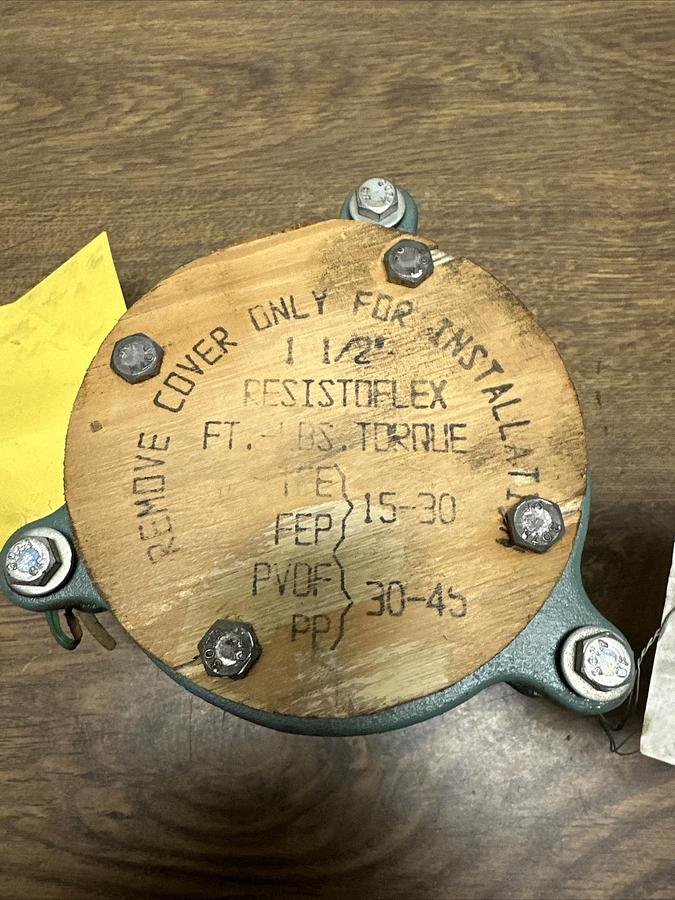 REMOVE COVER ONLY FOR INSTALLATION
1 1/2"
RESISTOFLEX
FT.-LBS. TORQUE
TFE
FEP } 15-30
PVDF
PP } 30-45